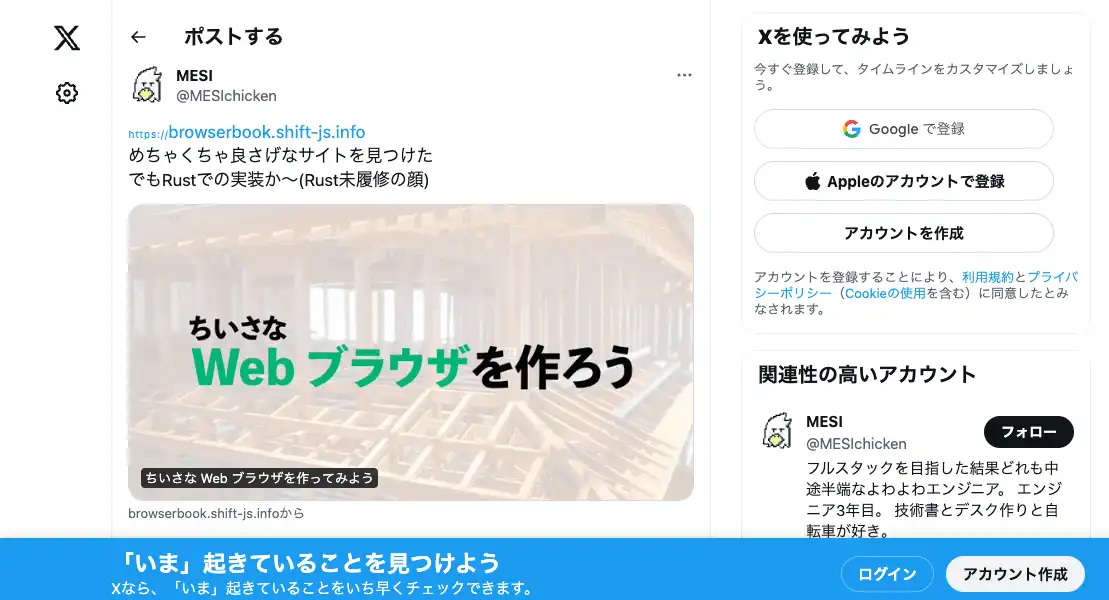 ポストする
MESI
@MESIchicken
https://browserbook.shift-js.info
めちゃくちゃ良さげなサイトを見つけた
でもRustでの実装か〜(Rust未履修の顔)
ちいさな
Web ブラウザを作ろう
ちいさな Web ブラウザを作ってみよう
browserbook.shift-js.infoから
Xを使ってみよう
今すぐ登録して、タイムラインをカスタマイズしましょ
う。
Google で登録
Appleのアカウントで登録
アカウントを作成
アカウントを登録することにより、利用規約とプライバ
シーポリシー（Cookieの使用を含む）に同意したとみ
なされます。
関連性の高いアカウント
MESI
@MESIchicken
フォロー
フルスタックを目指した結果どれも中
途半端なよわよわエンジニア。 エンジ
ニア3年目。 技術書とデスク作りと自
転車が好き。
「いま」起きていることを見つけよう
Xなら、「いま」起きていることをいち早くチェックできます。
ログイン
アカウント作成